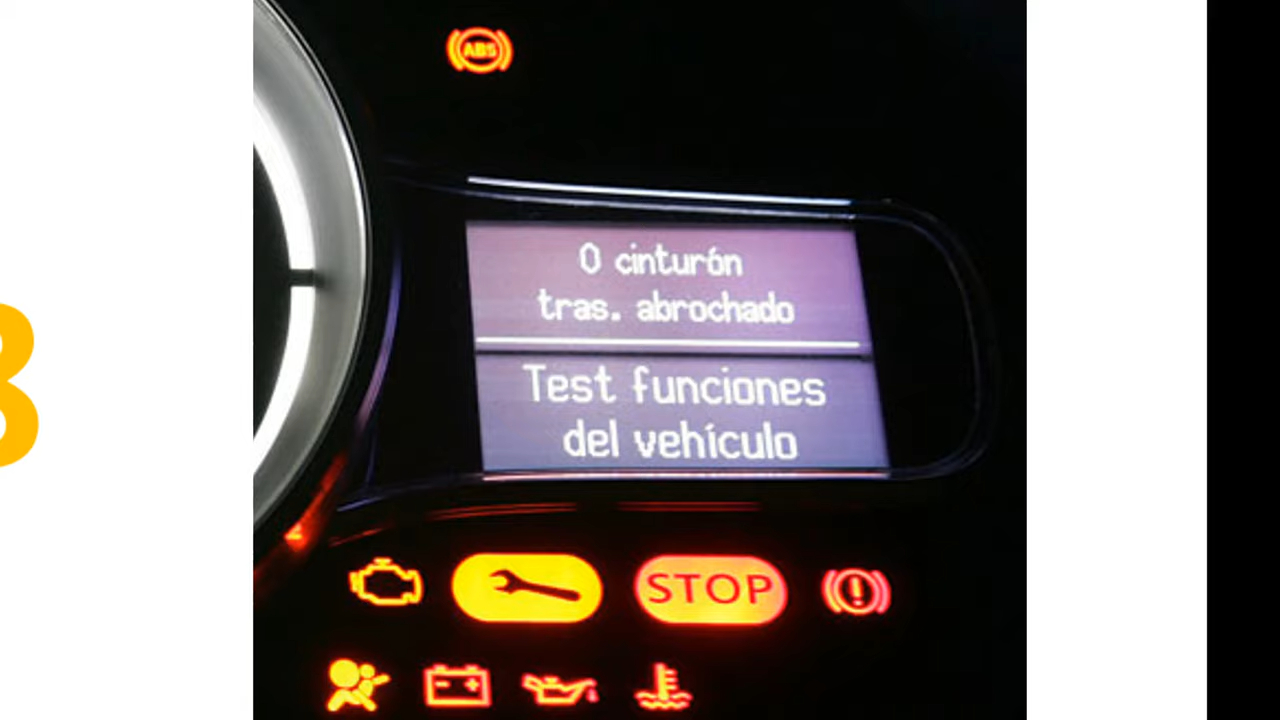 ABS
0 cinturón
tras. abrochado
Test funciones
del vehículo
STOP